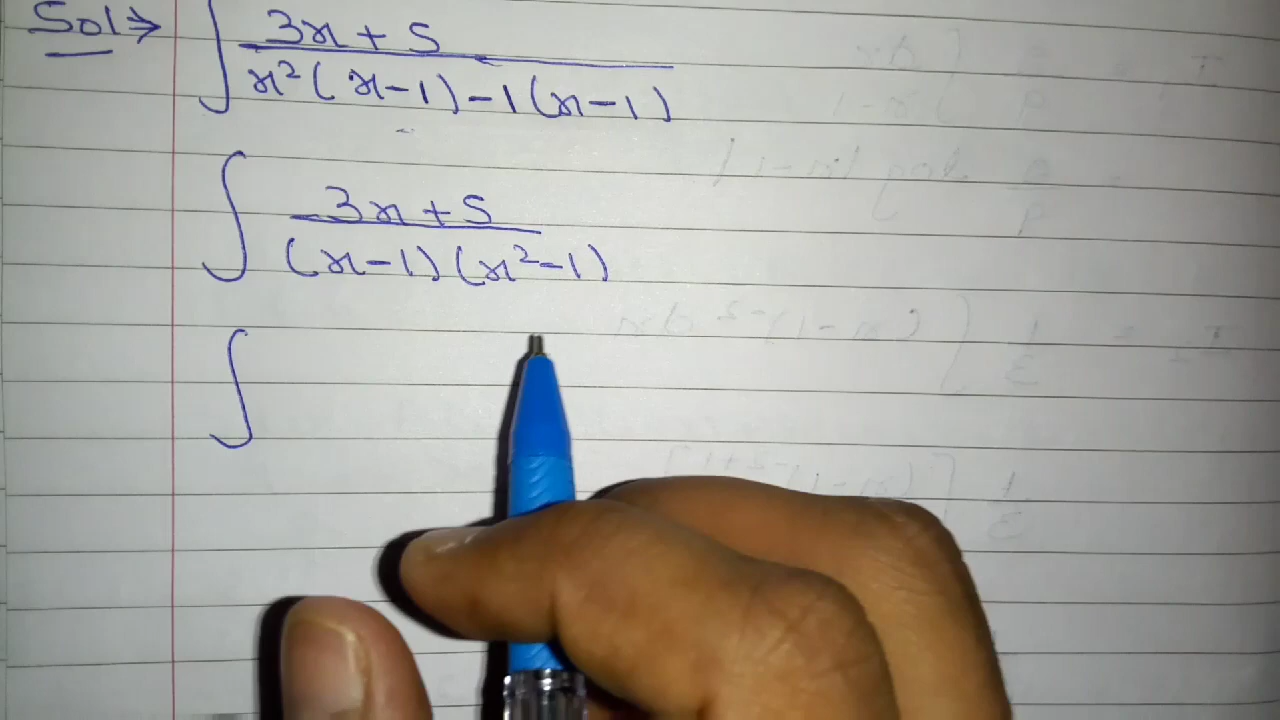 Sol ⇒ ∫ (3x + 5)/(x²(x-1)-1(x-1))
∫ (3x + 5)/((x-1)(x²-1))
∫